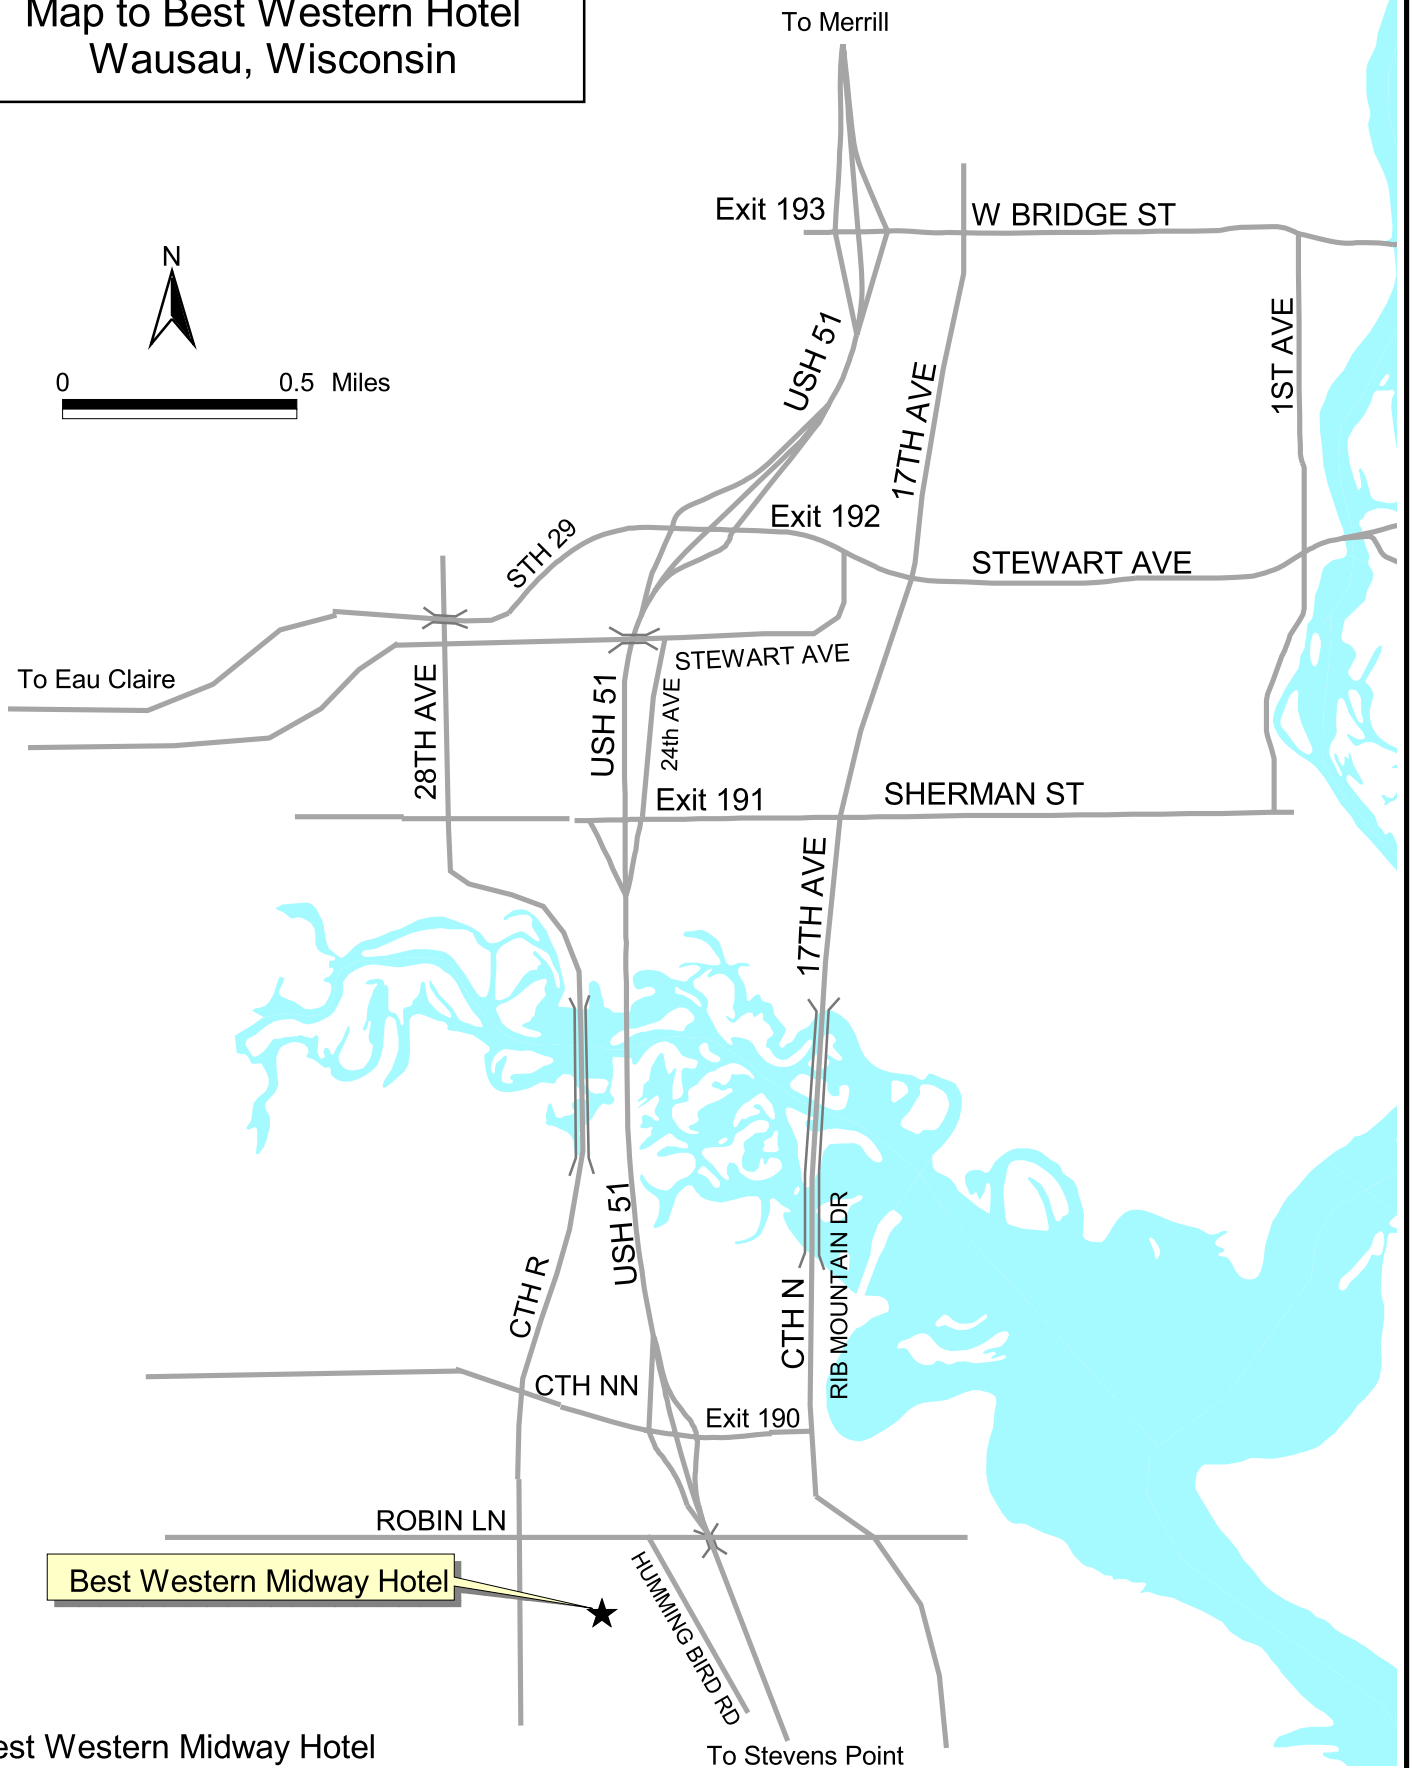 Map to Best Western Hotel
Wausau, Wisconsin
To Merrill
Exit 193
W BRIDGE ST
N
0 0.5 Miles
USH 51
17TH AVE
1ST AVE
Exit 192
STH 29
STEWART AVE
STEWART AVE
To Eau Claire
28TH AVE
USH 51
24th AVE
Exit 191
SHERMAN ST
17TH AVE
USH 51
CTH R
CTH N
RIB MOUNTAIN DR
CTH NN
Exit 190
ROBIN LN
Best Western Midway Hotel
HUMMING BIRD RD
est Western Midway Hotel
To Stevens Point